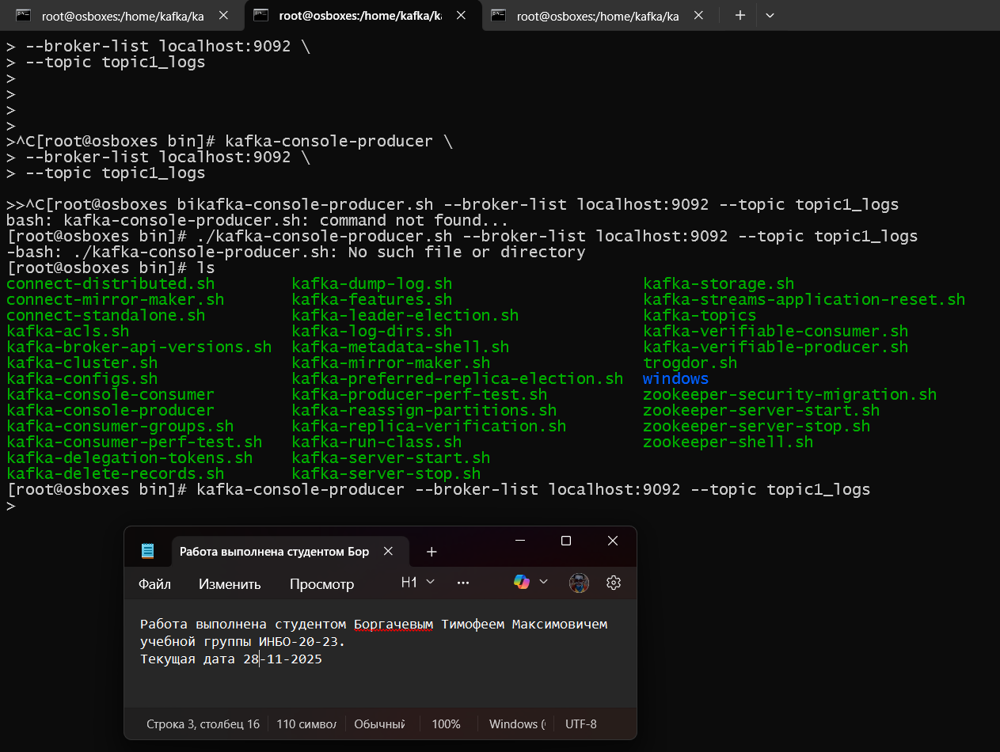 root@osboxes:/home/kafka/ka
root@osboxes:/home/kafka/ka
root@osboxes:/home/kafka/ka
> --broker-list localhost:9092 \
> --topic topic1_logs
>
>
>
>
>^C[root@osboxes bin]# kafka-console-producer \
> --broker-list localhost:9092 \
> --topic topic1_logs
>>^C[root@osboxes bikafka-console-producer.sh --broker-list localhost:9092 --topic topic1_logs
bash: kafka-console-producer.sh: command not found...
[root@osboxes bin]# ./kafka-console-producer.sh --broker-list localhost:9092 --topic topic1_logs
-bash: ./kafka-console-producer.sh: No such file or directory
[root@osboxes bin]# ls
connect-distributed.sh kafka-dump-log.sh kafka-storage.sh
connect-mirror-maker.sh kafka-features.sh kafka-streams-application-reset.sh
connect-standalone.sh kafka-leader-election.sh kafka-topics
kafka-acls.sh kafka-log-dirs.sh kafka-verifiable-consumer.sh
kafka-broker-api-versions.sh kafka-metadata-shell.sh kafka-verifiable-producer.sh
kafka-cluster.sh kafka-mirror-maker.sh trogdor.sh
kafka-configs.sh kafka-preferred-replica-election.sh windows
kafka-console-consumer kafka-producer-perf-test.sh zookeeper-security-migration.sh
kafka-console-producer kafka-reassign-partitions.sh zookeeper-server-start.sh
kafka-consumer-groups.sh kafka-replica-verification.sh zookeeper-server-stop.sh
kafka-consumer-perf-test.sh kafka-run-class.sh zookeeper-shell.sh
kafka-delegation-tokens.sh kafka-server-start.sh
kafka-delete-records.sh kafka-server-stop.sh
[root@osboxes bin]# kafka-console-producer --broker-list localhost:9092 --topic topic1_logs
>
Работа выполнена студентом Бор
Файл Изменить Просмотр H1 ...
Работа выполнена студентом Боргачевым Тимофеем Максимовичем
учебной группы ИНБО-20-23.
Текущая дата 28-11-2025
Строка 3, столбец 16 110 символ Обычный 100% Windows ( UTF-8